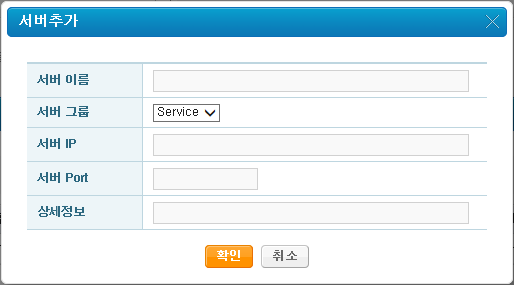 서버추가
서버 이름
서버 그룹 Service
서버 IP
서버 Port
상세정보
확인 취소